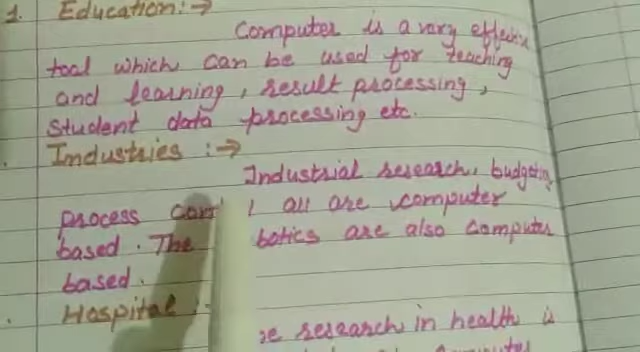 1. Education :→
Computer is a vary effective
tool which can be used for teaching
and learning, result processing,
student data processing etc.
Industries :→
Industrial research, budgeting
process all are computer
based. The botics are also computer
based.
Hospital :-
research in health is